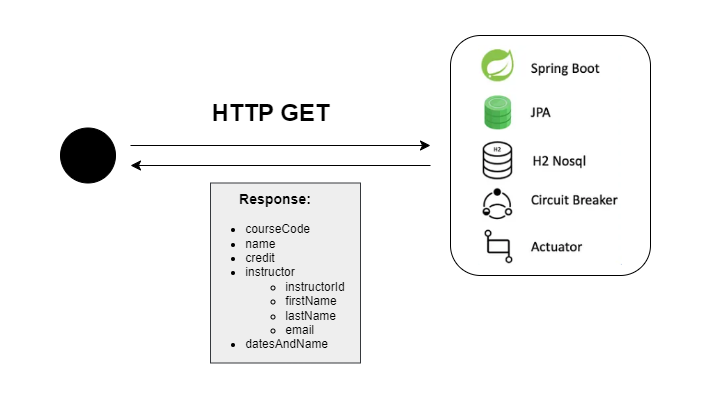 HTTP GET
Response:
courseCode
name
credit
instructor
instructorId
firstName
lastName
email
datesAndName
Spring Boot
JPA
H2
H2 Nosql
Circuit Breaker
Actuator